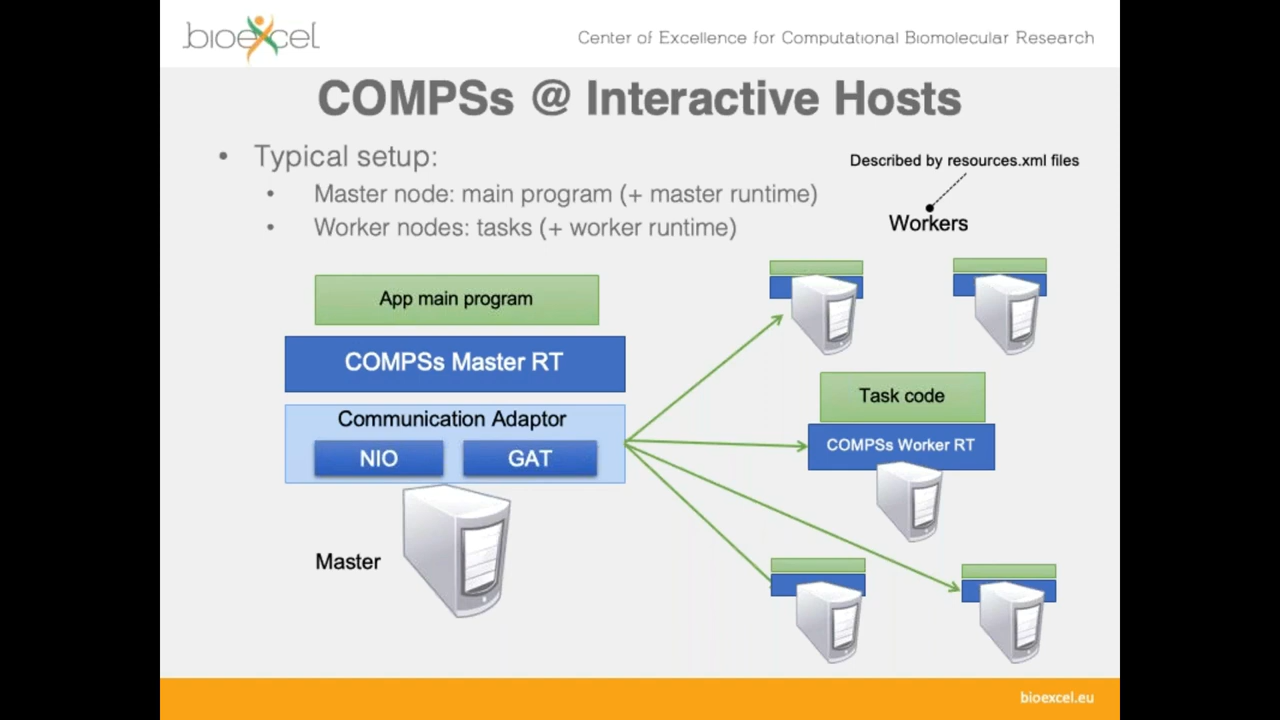 bioexcel
Center of Excellence for Computational Biomolecular Research
COMPSs @ Interactive Hosts
• Typical setup:
• Master node: main program (+ master runtime)
• Worker nodes: tasks (+ worker runtime)
Described by resources.xml files
Workers
App main program
COMPSs Master RT
Communication Adaptor
NIO
GAT
Master
Task code
COMPSs Worker RT
bioexcel.eu